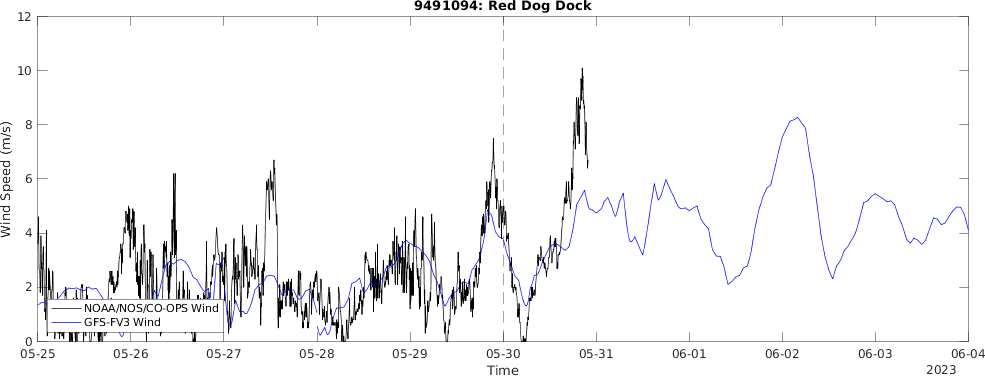 9491094: Red Dog Dock
Wind Speed (m/s)
12
10
8
6
4
2
0
NOAA/NOS/CO-OPS Wind
GFS-FV3 Wind
05-25 05-26 05-27 05-28 05-29 05-30 05-31 06-01 06-02 06-03 06-04
Time
2023